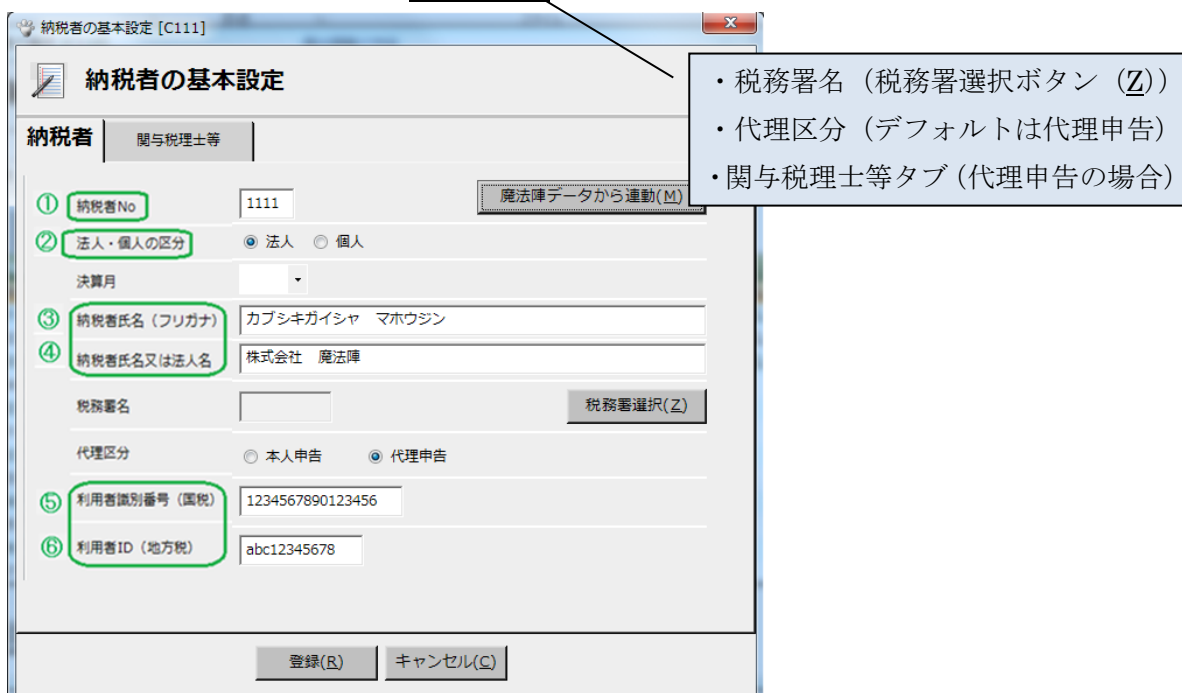 納税者の基本設定 [C111]
x
納税者の基本設定
・税務署名（税務署選択ボタン（Z））
・代理区分（デフォルトは代理申告）
・関与税理士等タブ（代理申告の場合）
納税者 関与税理士等
① 納税者No 1111 魔法陣データから連動(M)
② 法人・個人の区分 法人 個人
決算月
③ 納税者氏名（フリガナ） カブシキガイシャ　マホウジン
④ 納税者氏名又は法人名 株式会社　魔法陣
税務署名 税務署選択(Z)
代理区分 本人申告 代理申告
⑤ 利用者識別番号（国税） 1234567890123456
⑥ 利用者ID（地方税） abc12345678
登録(R) キャンセル(C)